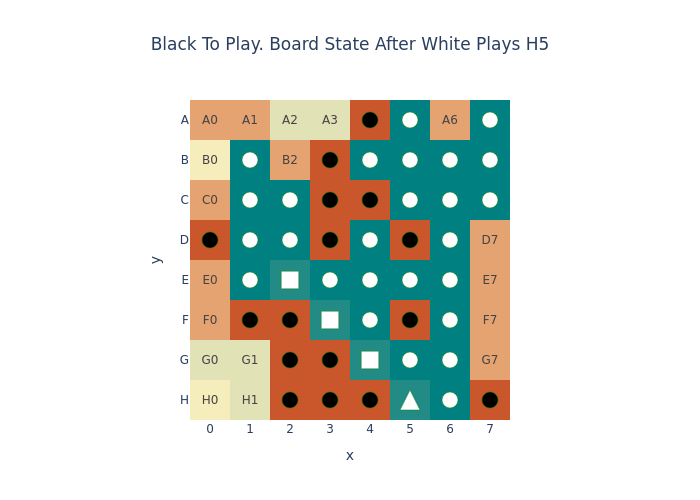 Black To Play. Board State After White Plays H5
A A0 A1 A2 A3 A6
B B0 B2
C C0
D D7
E E0 E7
F F0 F7
G G0 G1 G7
H H0 H1
0 1 2 3 4 5 6 7
x
y